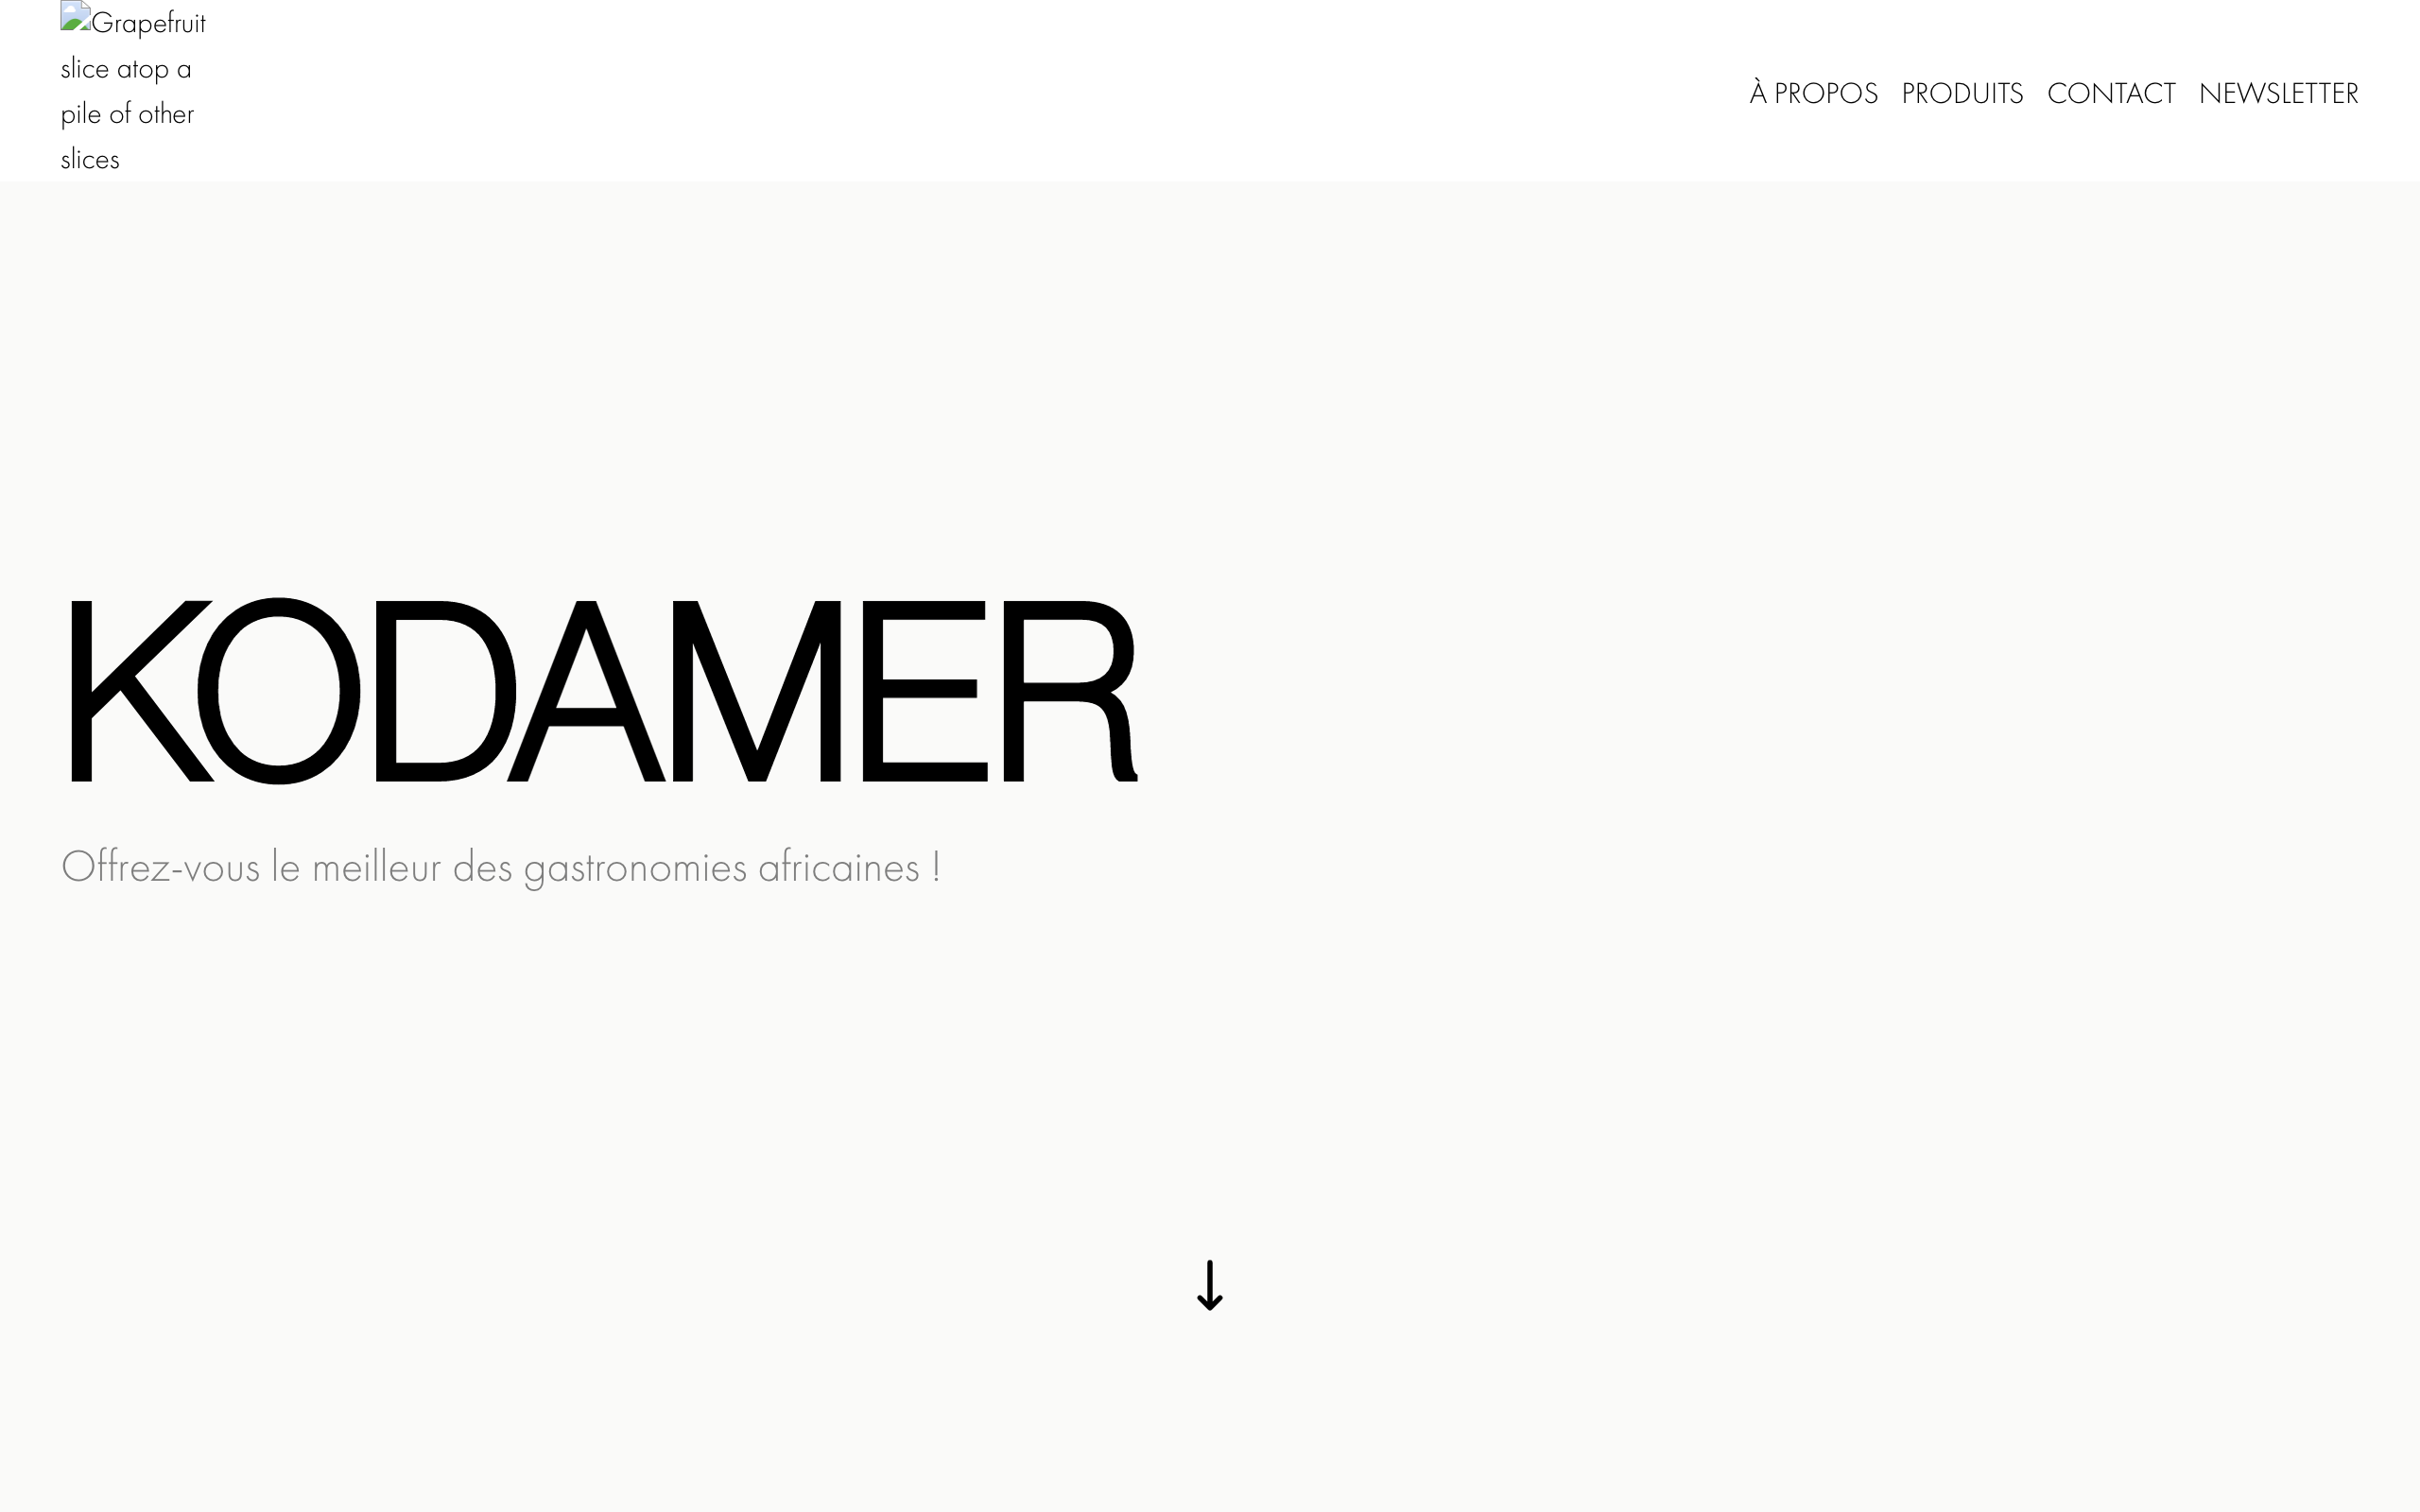 Grapefruit
slice atop a
pile of other
slices
À PROPOS PRODUITS CONTACT NEWSLETTER
KODAMER
Offrez-vous le meilleur des gastronomies africaines !